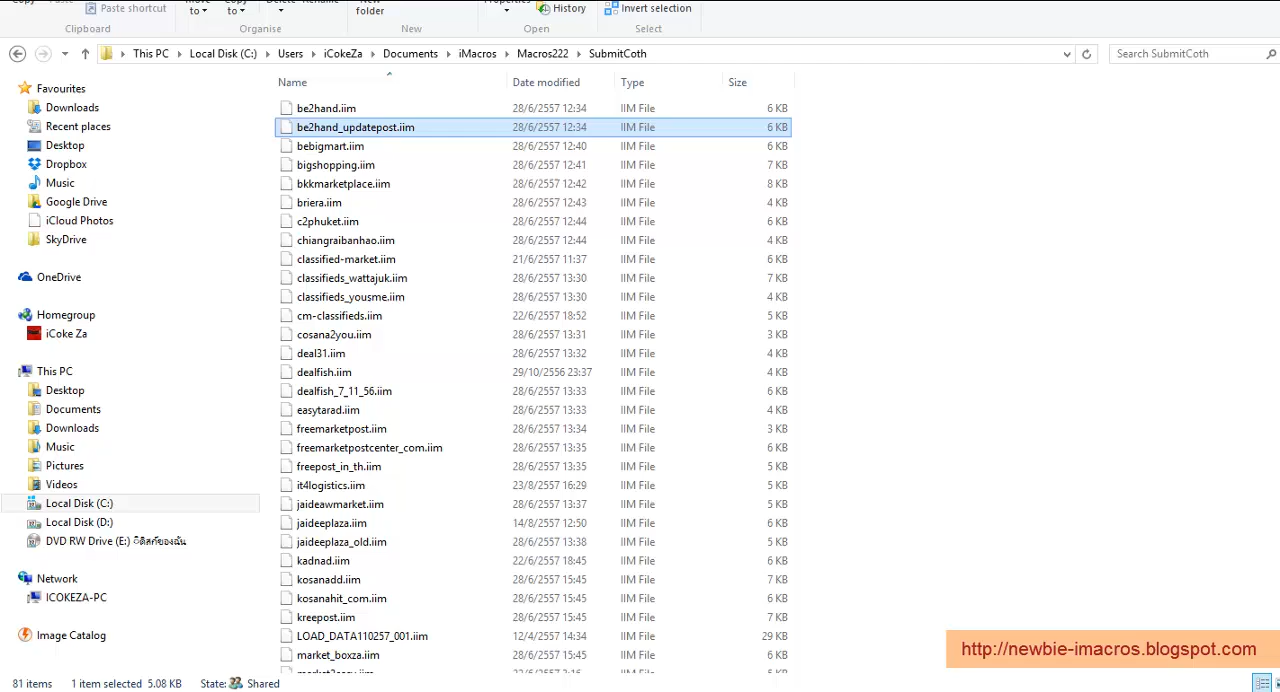 Copy Paste Paste shortcut Move to Copy to Delete Rename New folder Properties History Invert selection
Clipboard Organise New Open Select
This PC Local Disk (C:) Users iCokeZa Documents iMacros Macros222 SubmitCoth Search SubmitCoth
Name Date modified Type Size
Favourites
Downloads
Recent places
Desktop
Dropbox
Music
Google Drive
iCloud Photos
SkyDrive
OneDrive
Homegroup
iCoke Za
This PC
Desktop
Documents
Downloads
Music
Pictures
Videos
Local Disk (C:)
Local Disk (D:)
DVD RW Drive (E:) ดิสก์ของฉัน
Network
ICOKEZA-PC
Image Catalog
be2hand.iim 28/6/2557 12:34 IIM File 6 KB
be2hand_updatepost.iim 28/6/2557 12:34 IIM File 6 KB
bebigmart.iim 28/6/2557 12:40 IIM File 6 KB
bigshopping.iim 28/6/2557 12:41 IIM File 7 KB
bkkmarketplace.iim 28/6/2557 12:42 IIM File 8 KB
briera.iim 28/6/2557 12:43 IIM File 4 KB
c2phuket.iim 28/6/2557 12:44 IIM File 6 KB
chiangraibanhao.iim 28/6/2557 12:44 IIM File 4 KB
classified-market.iim 21/6/2557 11:37 IIM File 6 KB
classifieds_wattajuk.iim 28/6/2557 13:30 IIM File 7 KB
classifieds_yousme.iim 28/6/2557 13:30 IIM File 4 KB
cm-classifieds.iim 22/6/2557 18:52 IIM File 5 KB
cosana2you.iim 28/6/2557 13:31 IIM File 3 KB
deal31.iim 28/6/2557 13:32 IIM File 4 KB
dealfish.iim 29/10/2556 23:37 IIM File 4 KB
dealfish_7_11_56.iim 28/6/2557 13:33 IIM File 6 KB
easytarad.iim 28/6/2557 13:33 IIM File 4 KB
freemarketpost.iim 28/6/2557 13:34 IIM File 3 KB
freemarketpostcenter_com.iim 28/6/2557 13:35 IIM File 6 KB
freepost_in_th.iim 28/6/2557 13:35 IIM File 5 KB
it4logistics.iim 23/8/2557 16:29 IIM File 5 KB
jaideawmarket.iim 28/6/2557 13:37 IIM File 5 KB
jaideeplaza.iim 14/8/2557 12:50 IIM File 6 KB
jaideeplaza_old.iim 28/6/2557 13:38 IIM File 5 KB
kadnad.iim 22/6/2557 18:45 IIM File 6 KB
kosanadd.iim 28/6/2557 15:45 IIM File 7 KB
kosanahit_com.iim 28/6/2557 15:45 IIM File 6 KB
kreepost.iim 28/6/2557 15:45 IIM File 7 KB
LOAD_DATA110257_001.iim 12/4/2557 14:34 IIM File 29 KB
market_boxza.iim 28/6/2557 15:45 IIM File 6 KB
http://newbie-imacros.blogspot.com
81 items 1 item selected 5.08 KB State: Shared